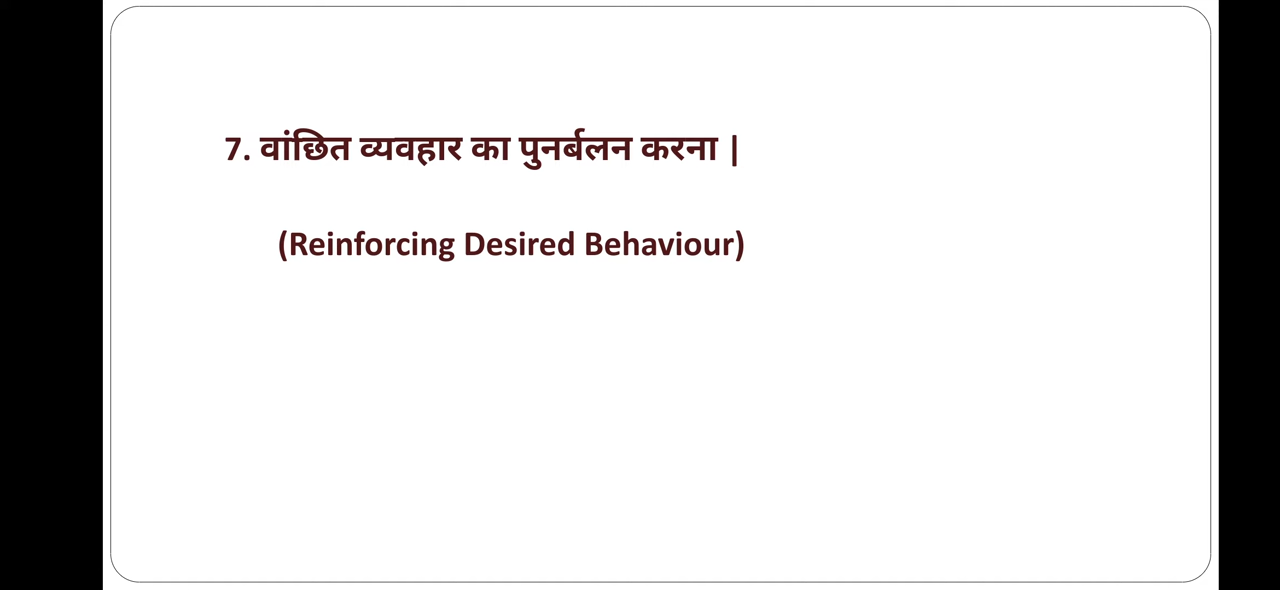 7. वांछित व्यवहार का पुनर्बलन करना |
(Reinforcing Desired Behaviour)